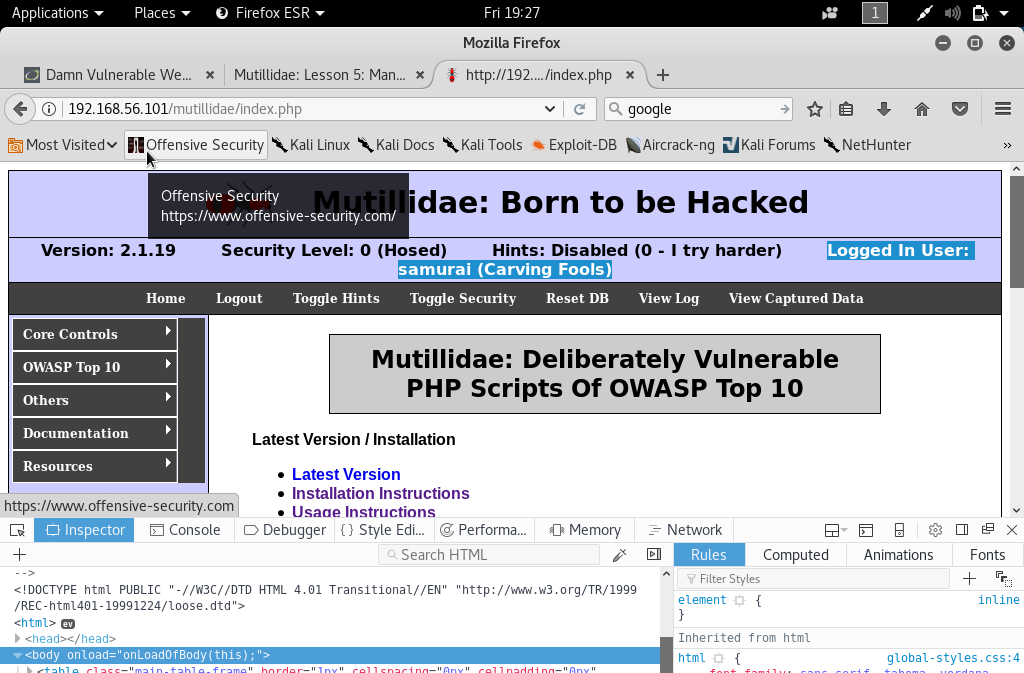 Applications Places Firefox ESR Fri 19:27 1
Mozilla Firefox
Damn Vulnerable We... Mutillidae: Lesson 5: Man... http://192..../index.php
192.168.56.101/mutillidae/index.php google
Most Visited Offensive Security Kali Linux Kali Docs Kali Tools Exploit-DB Aircrack-ng Kali Forums NetHunter »
Offensive Security
https://www.offensive-security.com/
Mutillidae: Born to be Hacked
Version: 2.1.19 Security Level: 0 (Hosed) Hints: Disabled (0 - I try harder) Logged In User:
samurai (Carving Fools)
Home Logout Toggle Hints Toggle Security Reset DB View Log View Captured Data
Core Controls
OWASP Top 10
Others
Documentation
Resources
Mutillidae: Deliberately Vulnerable
PHP Scripts Of OWASP Top 10
Latest Version / Installation
Latest Version
Installation Instructions
Usage Instructions
https://www.offensive-security.com
Inspector Console Debugger Style Edi... Performa... Memory Network
Search HTML
Rules Computed Animations Fonts
Filter Styles
-->
<!DOCTYPE html PUBLIC "-//W3C//DTD HTML 4.01 Transitional//EN" "http://www.w3.org/TR/1999
/REC-html401-19991224/loose.dtd">
<html> ev
<head></head>
<body onload="onLoadOfBody(this);">
<table class="main-table-frame" border="1px" cellspacing="0px" cellpadding="0px"
element { inline
}
Inherited from html
html { global-styles.css:4
font-family: sans-serif, tahoma, verdana,